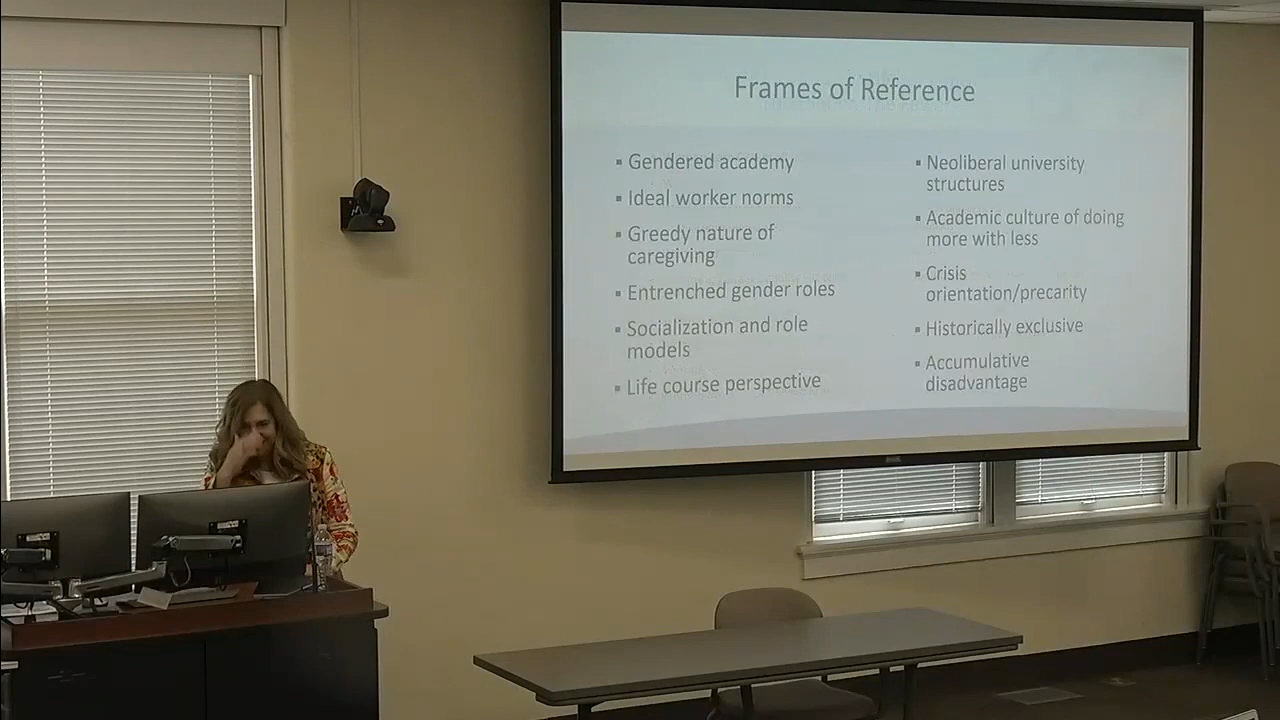 Frames of Reference
▪ Gendered academy
▪ Ideal worker norms
▪ Greedy nature of
caregiving
▪ Entrenched gender roles
▪ Socialization and role
models
▪ Life course perspective
▪ Neoliberal university
structures
▪ Academic culture of doing
more with less
▪ Crisis
orientation/precarity
▪ Historically exclusive
▪ Accumulative
disadvantage